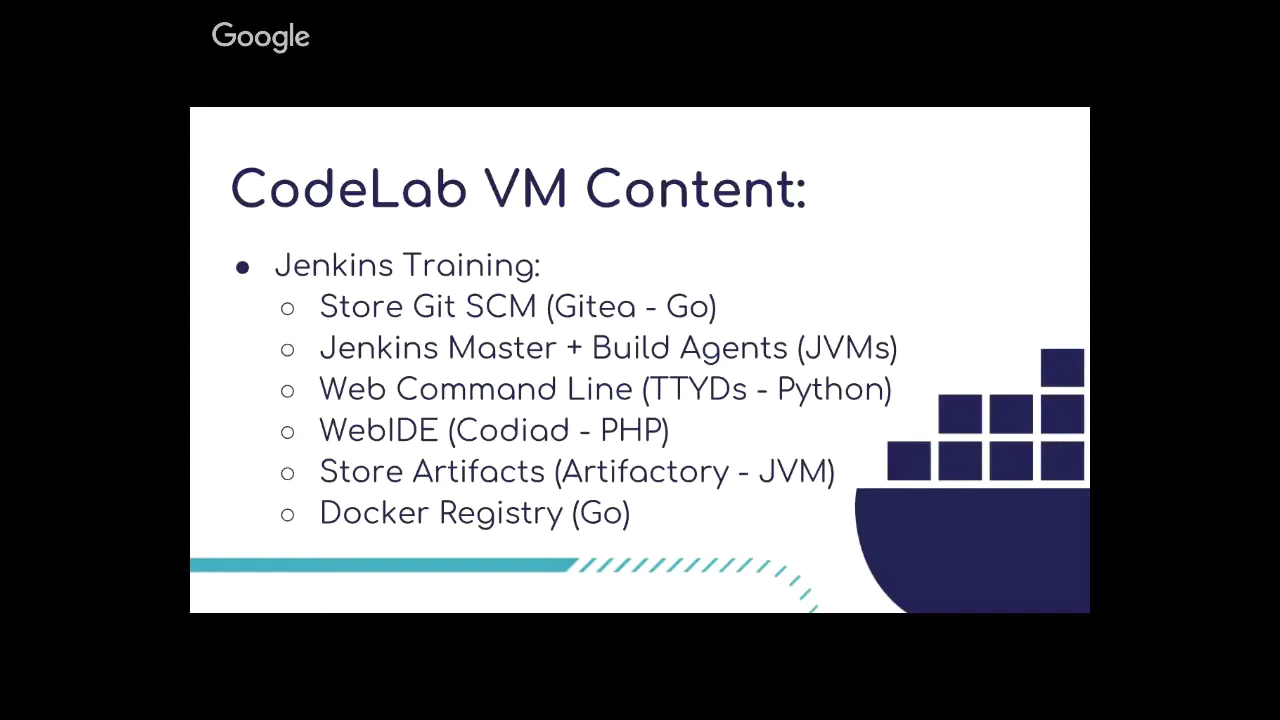 Google
CodeLab VM Content:
● Jenkins Training:
○ Store Git SCM (Gitea - Go)
○ Jenkins Master + Build Agents (JVMs)
○ Web Command Line (TTYDs - Python)
○ WebIDE (Codiad - PHP)
○ Store Artifacts (Artifactory - JVM)
○ Docker Registry (Go)